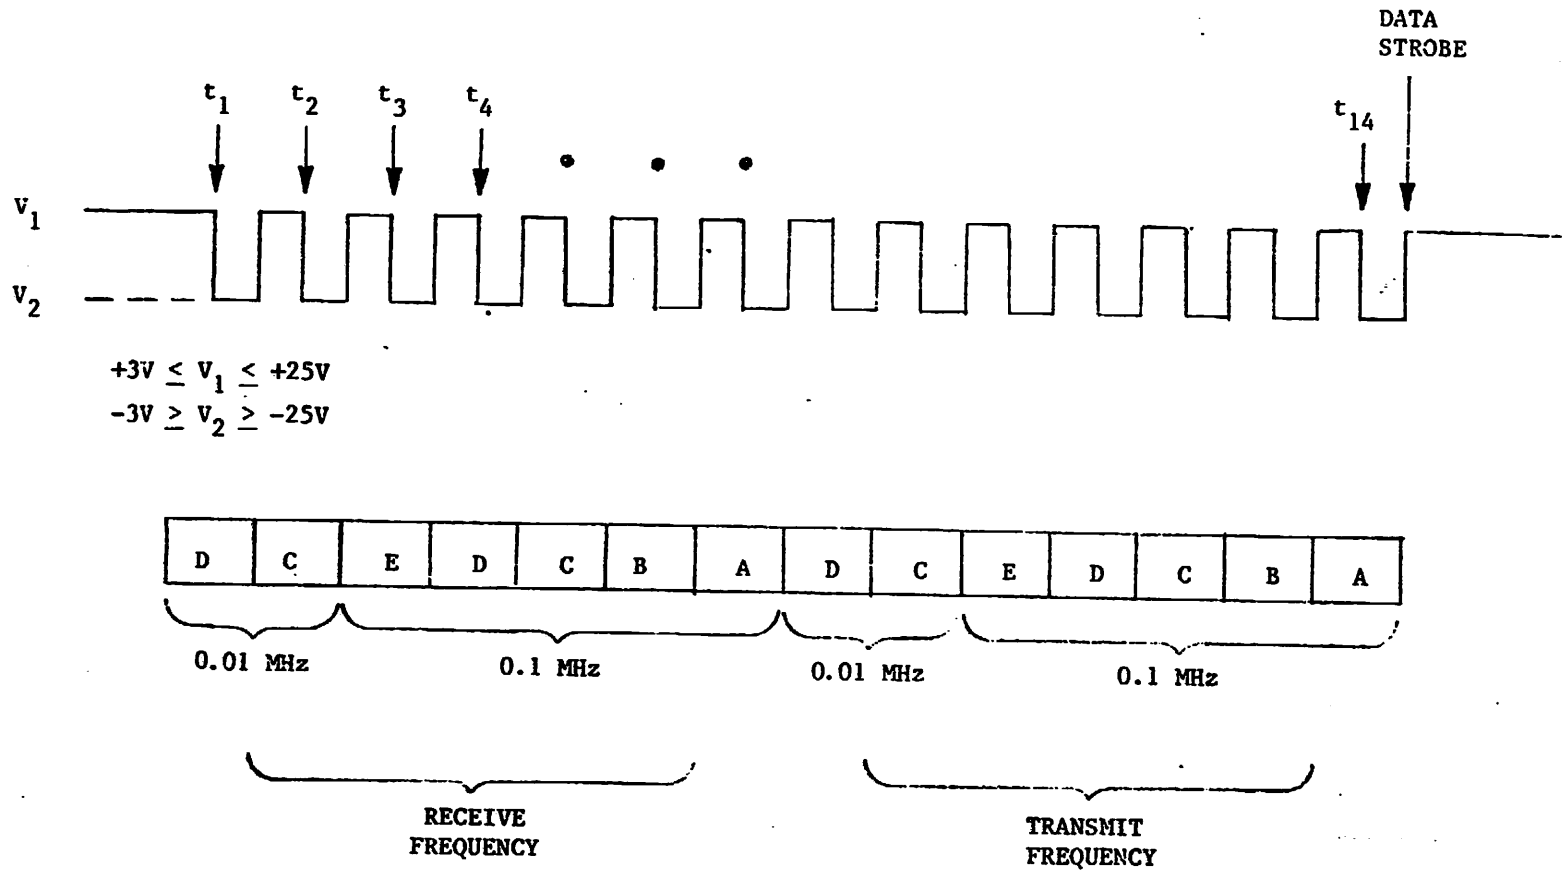 DATA
STROBE
t1 t2 t3 t4 t14
V1
V2
+3V ≤ V1 ≤ +25V
-3V ≥ V2 ≥ -25V
D C E D C B A D C E D C B A
0.01 MHz 0.1 MHz 0.01 MHz 0.1 MHz
RECEIVE
FREQUENCY
TRANSMIT
FREQUENCY